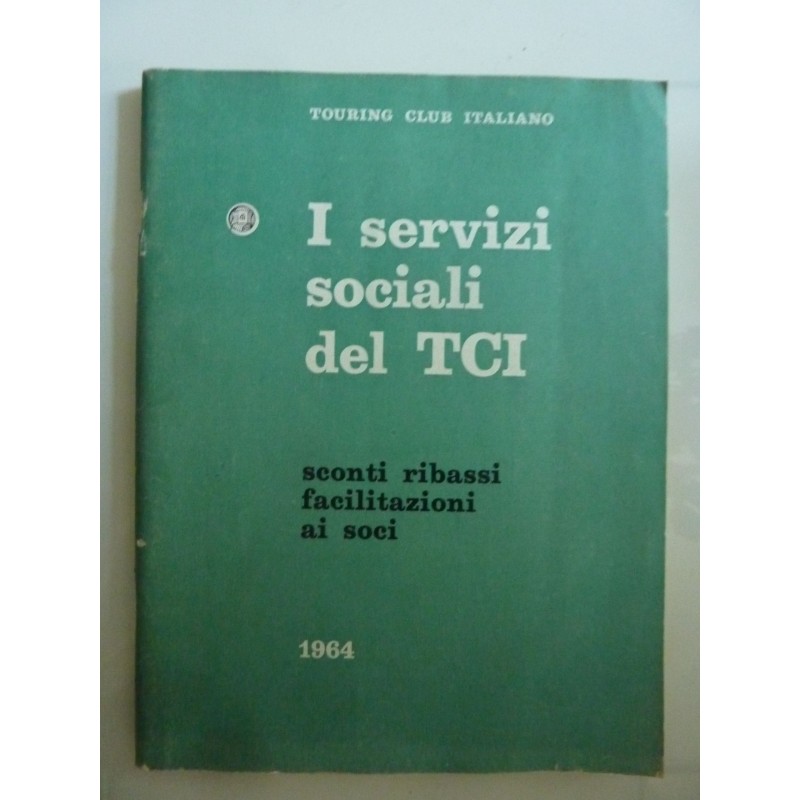 TOURING CLUB ITALIANO
I servizi
sociali
del TCI
sconti ribassi
facilitazioni
ai soci
1964